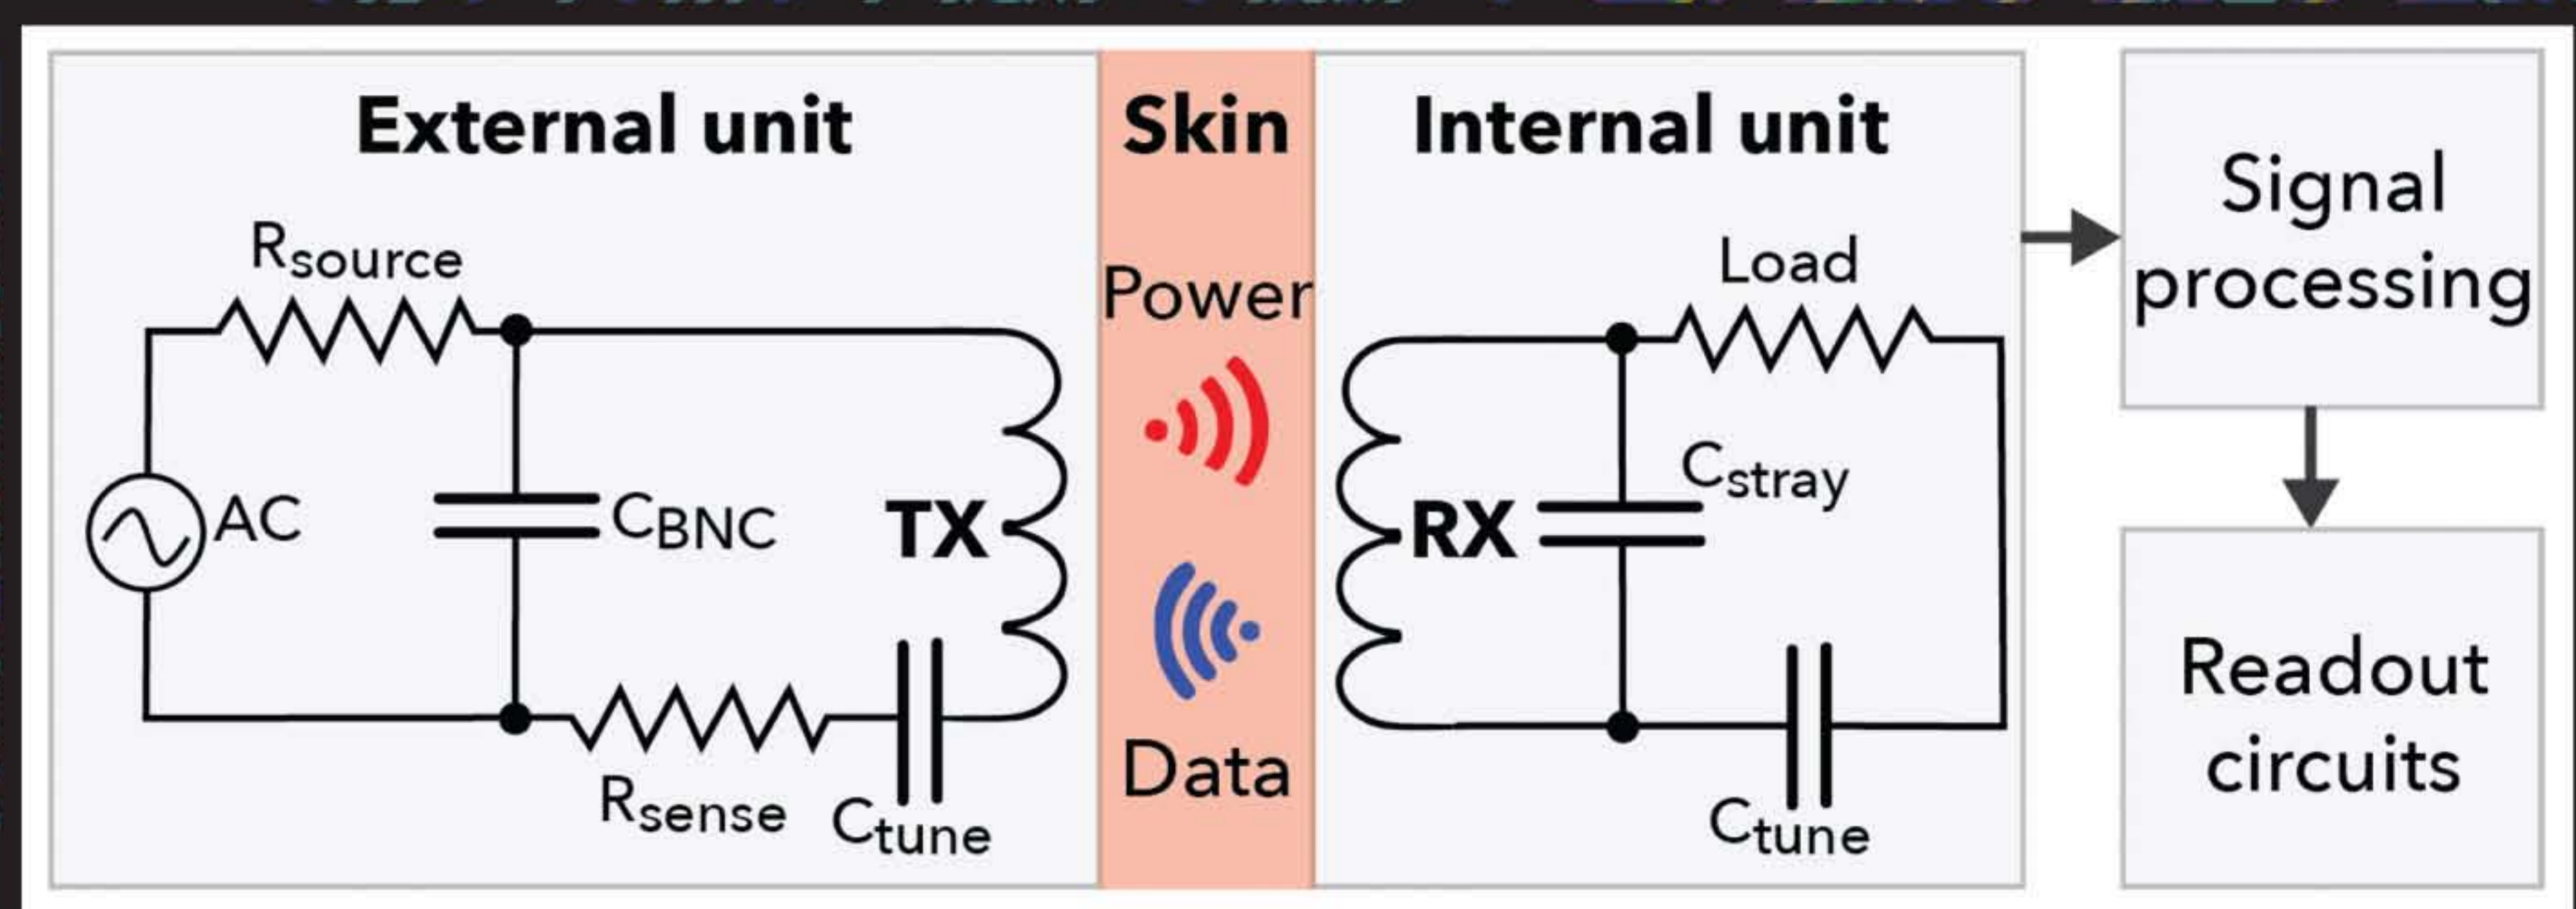 External unit
Skin
Internal unit
Rsource
AC
CBNC
TX
Rsense
Ctune
Power
Data
Load
RX
Cstray
Ctune
Signal
processing
Readout
circuits